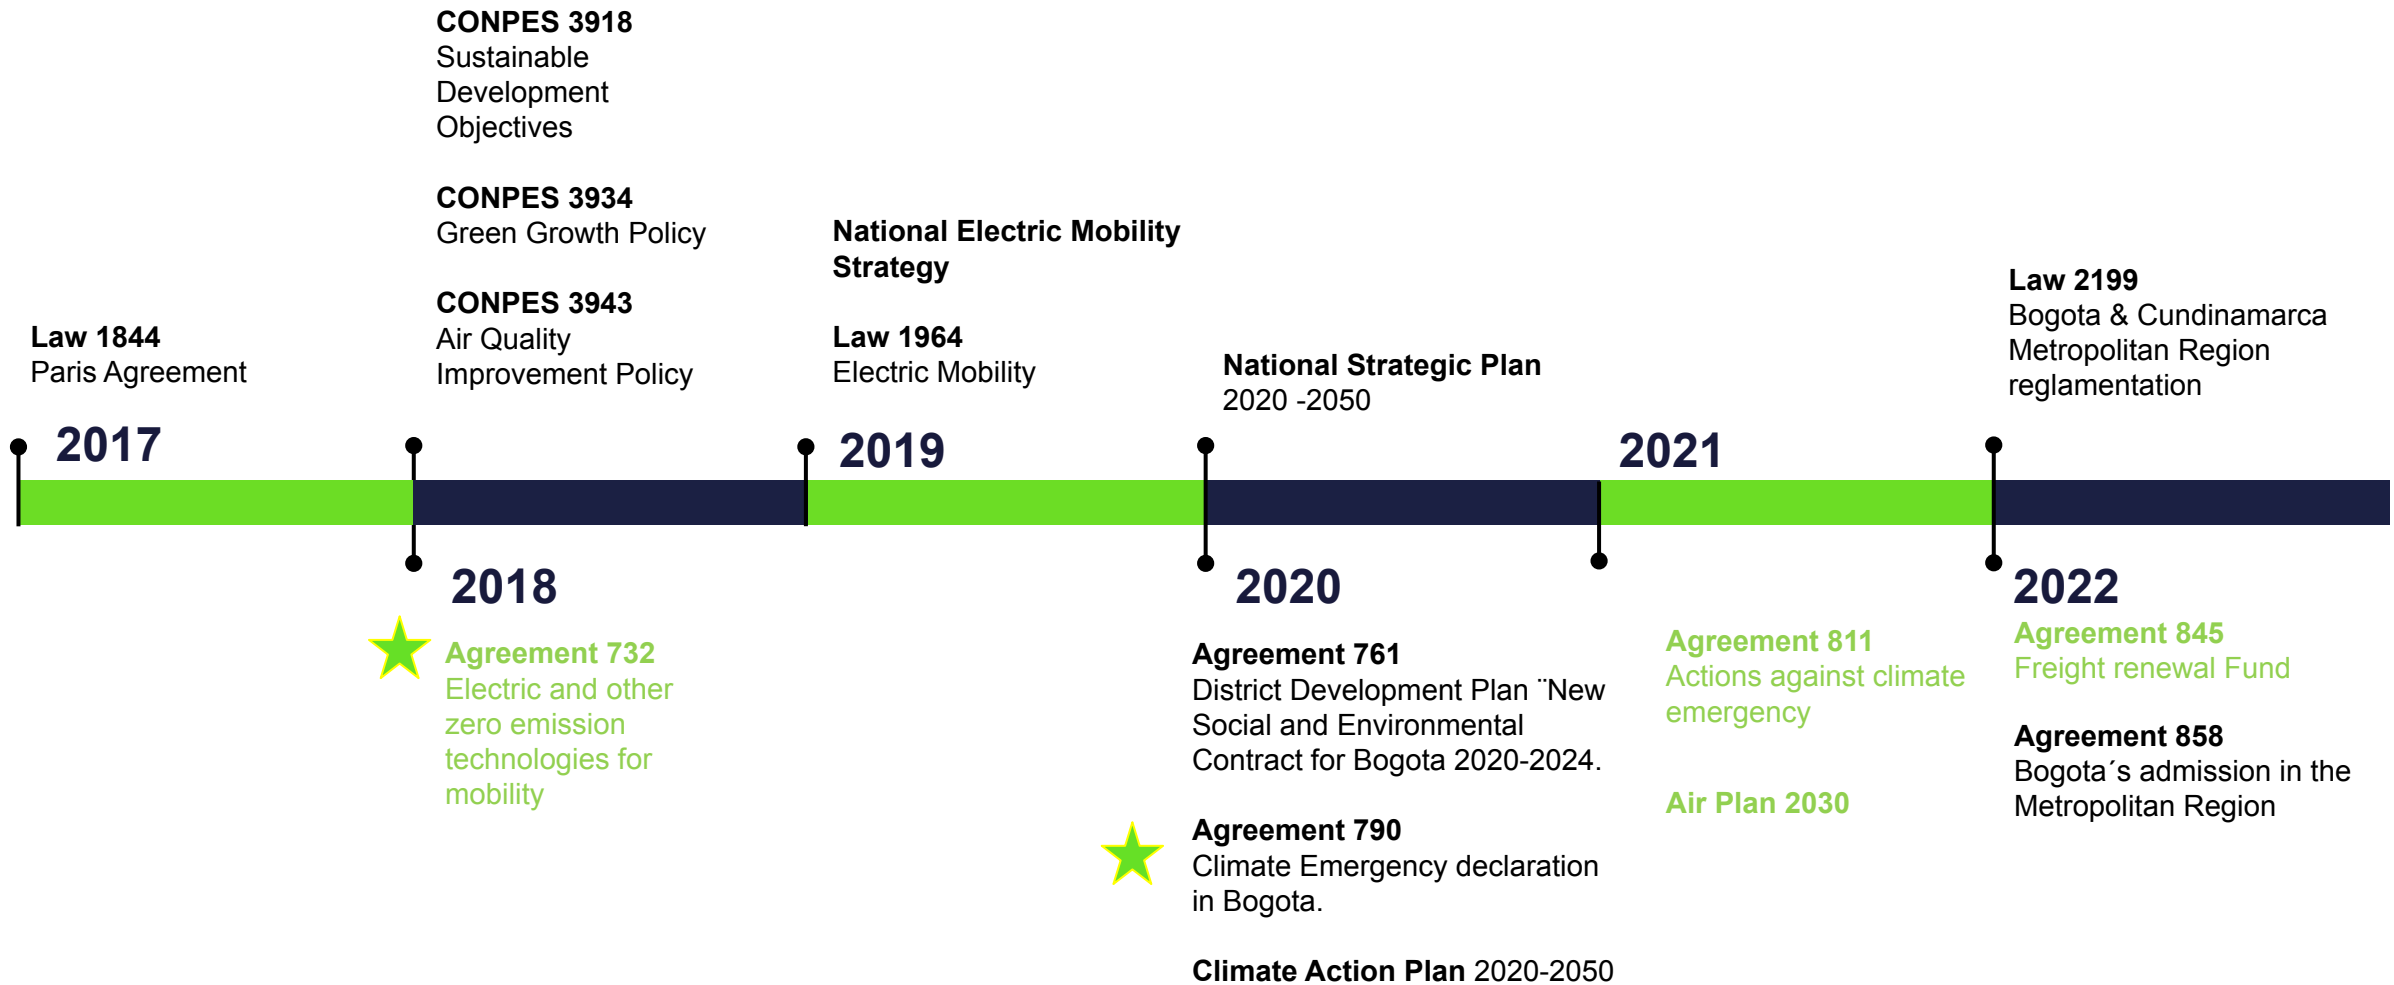 CONPES 3918
Sustainable
Development
Objectives
CONPES 3934
Green Growth Policy
CONPES 3943
Air Quality
Improvement Policy
National Electric Mobility
Strategy
Law 1964
Electric Mobility
Law 1844
Paris Agreement
National Strategic Plan
2020 -2050
Law 2199
Bogota & Cundinamarca
Metropolitan Region
reglamentation
2017
2019
2021
2018
2020
2022
Agreement 732
Electric and other
zero emission
technologies for
mobility
Agreement 761
District Development Plan ¨New
Social and Environmental
Contract for Bogota 2020-2024.
Agreement 790
Climate Emergency declaration
in Bogota.
Climate Action Plan 2020-2050
Agreement 811
Actions against climate
emergency
Air Plan 2030
Agreement 845
Freight renewal Fund
Agreement 858
Bogota´s admission in the
Metropolitan Region